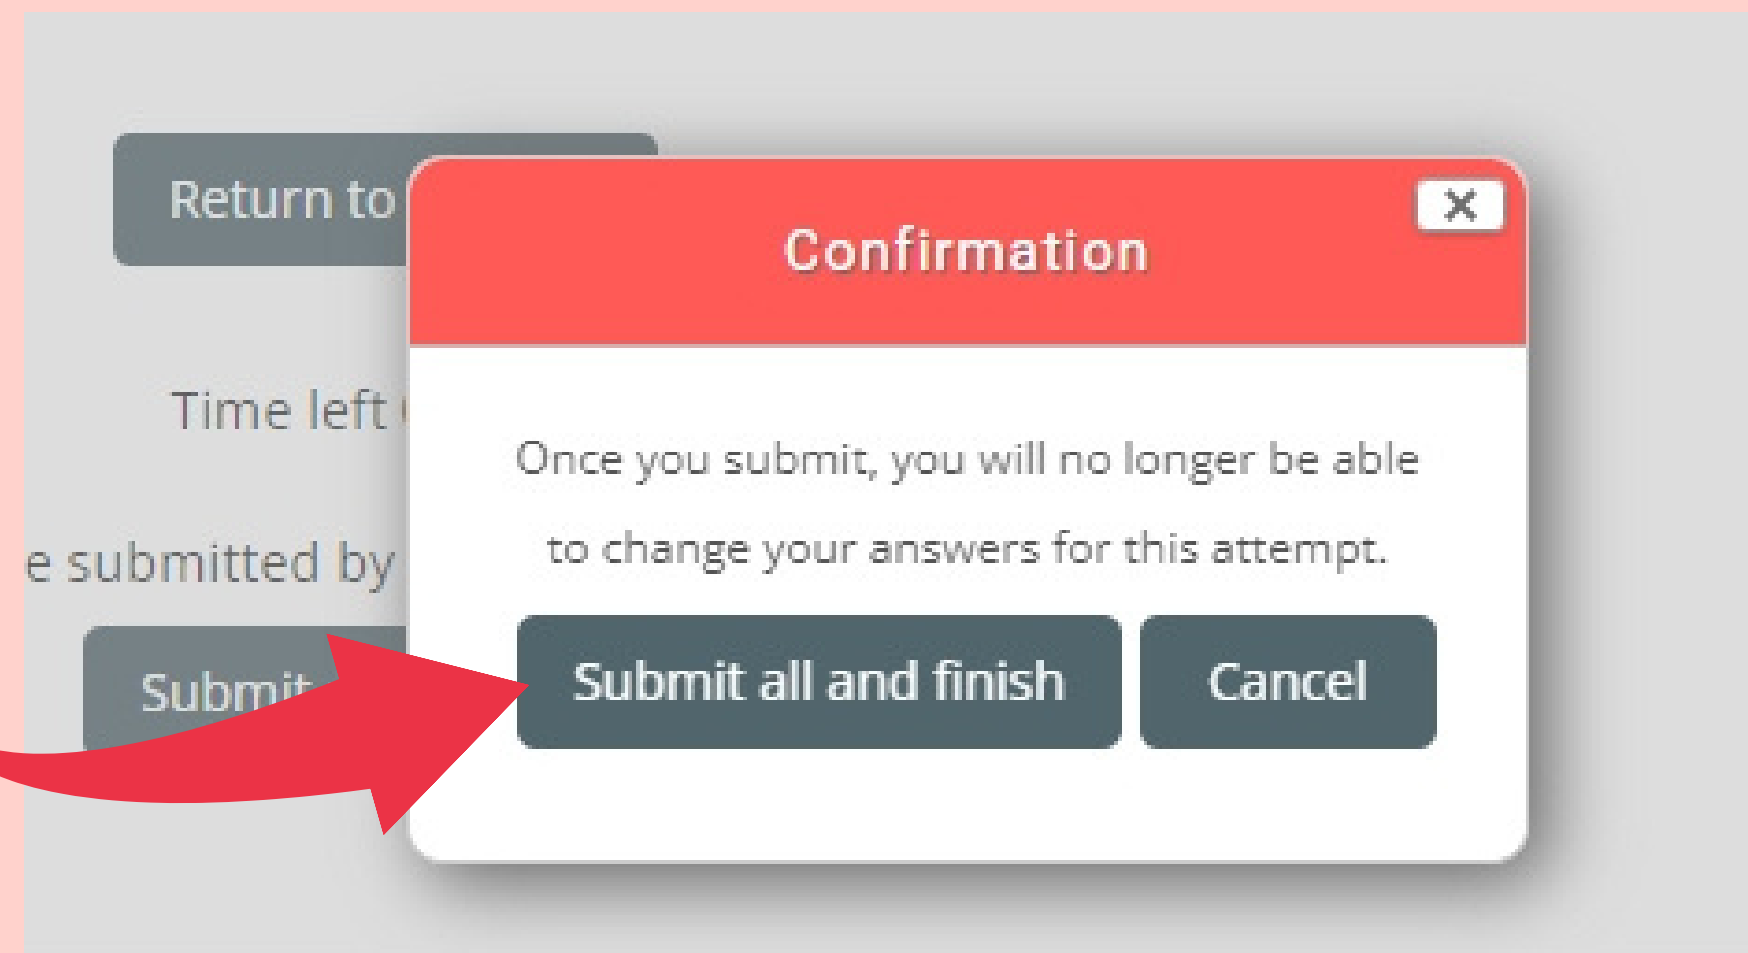 Return to
Confirmation
Time left
Once you submit, you will no longer be able
to change your answers for this attempt.
e submitted by
Submit all and finish
Cancel
Submit